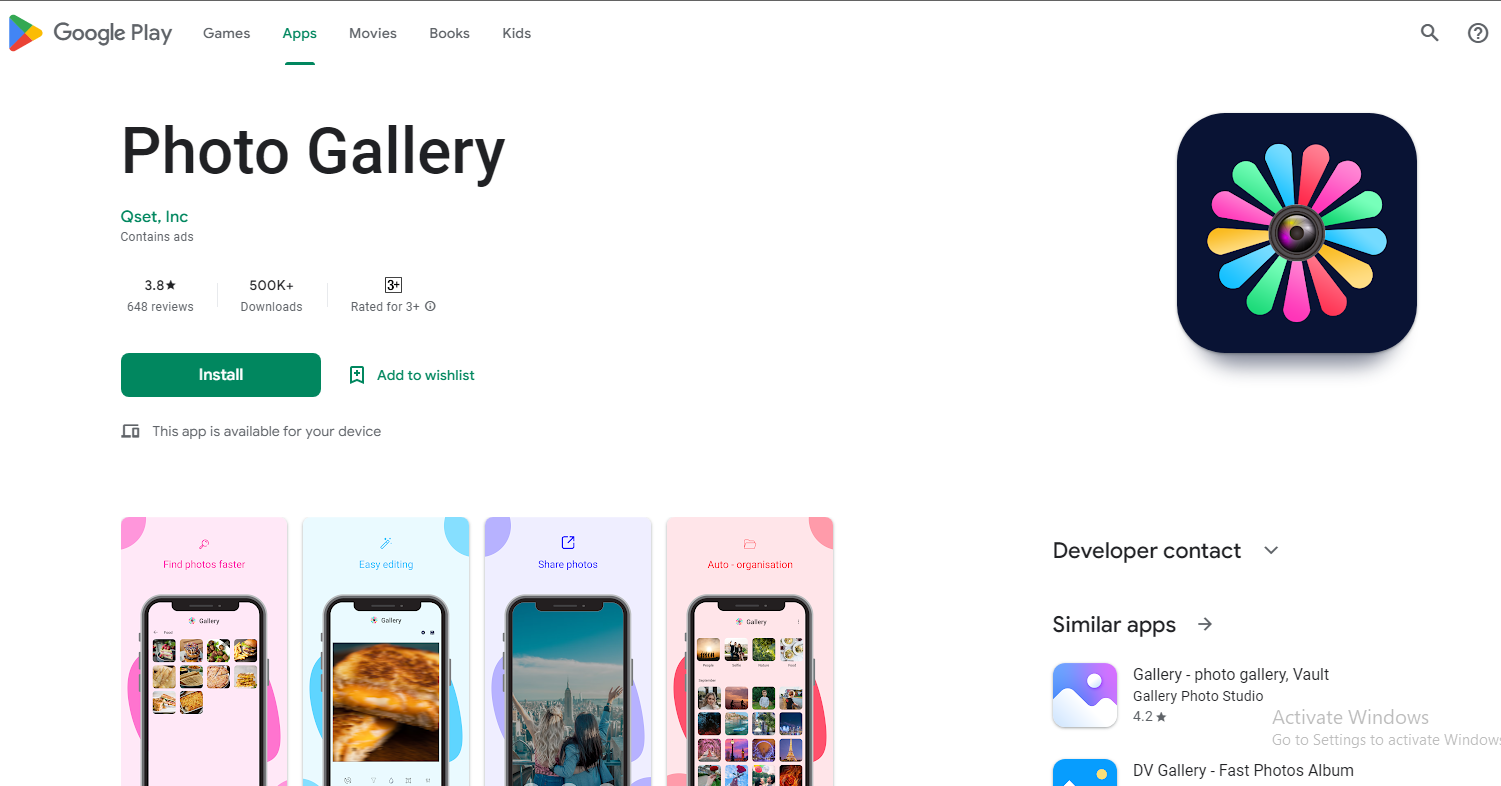 Google Play
Games
Apps
Movies
Books
Kids
Photo Gallery
Qset, Inc
Contains ads
3.8★
648 reviews
500K+
Downloads
3+
Rated for 3+
Install
Add to wishlist
This app is available for your device
Find photos faster
Gallery
Food
Easy editing
Gallery
Share photos
Auto - organisation
Gallery
People
Selfie
Nature
Food
September
Developer contact
Similar apps
Gallery - photo gallery, Vault
Gallery Photo Studio
4.2★
DV Gallery - Fast Photos Album
Activate Windows
Go to Settings to activate Windows